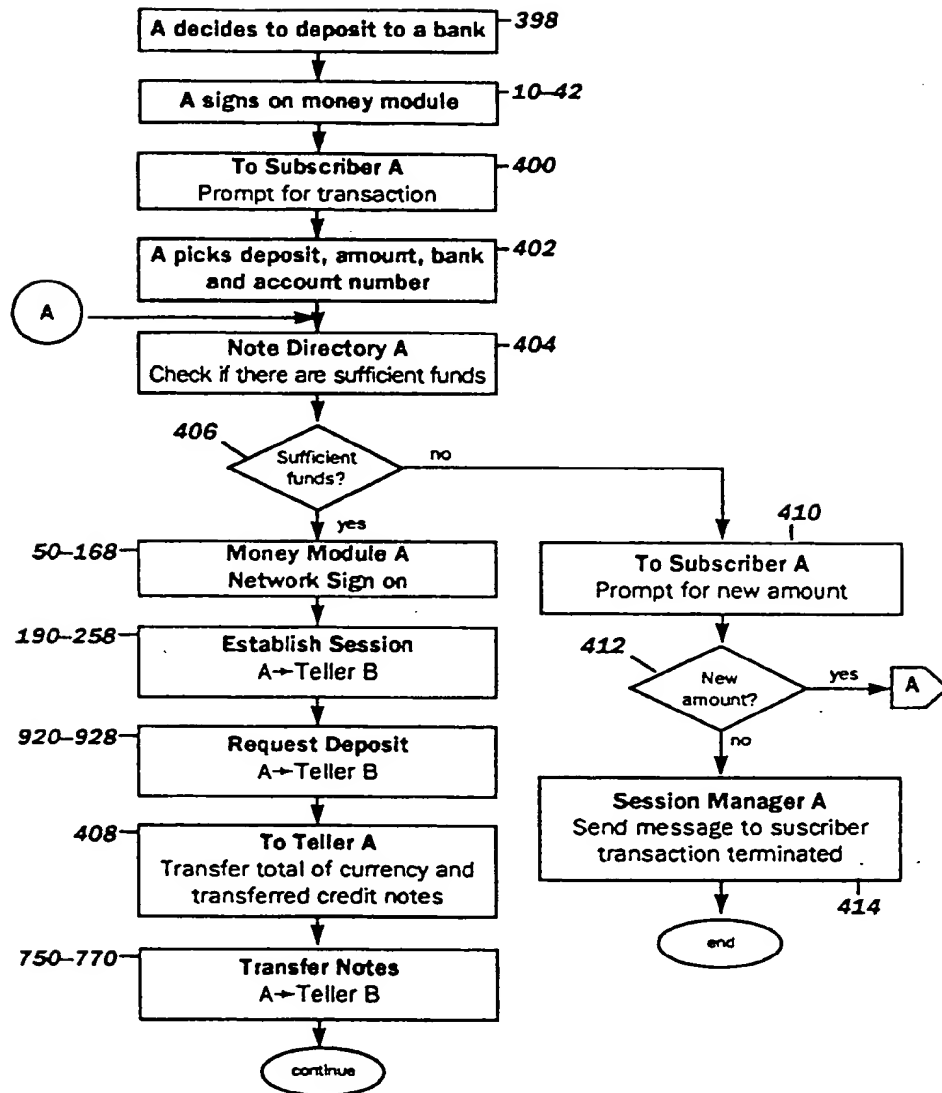 A decides to deposit to a bank
398
A signs on money module
10–42
To Subscriber A
Prompt for transaction
400
A picks deposit, amount, bank
and account number
402
A
Note Directory A
Check if there are sufficient funds
404
406
Sufficient
funds?
no
yes
50–168
Money Module A
Network Sign on
410
To Subscriber A
Prompt for new amount
190–258
Establish Session
A→Teller B
412
New
amount?
yes
A
no
920–928
Request Deposit
A→Teller B
408
To Teller A
Transfer total of currency and
transferred credit notes
Session Manager A
Send message to suscriber
transaction terminated
414
end
750–770
Transfer Notes
A→Teller B
continue